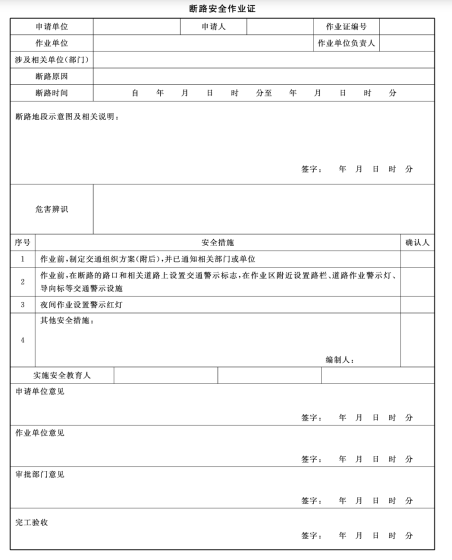 断路安全作业证
申请单位 申请人 作业证编号
作业单位 作业单位负责人
涉及相关单位(部门)
断路原因
断路时间 自 年 月 日 时 分至 年 月 日 时 分
断路地段示意图及相关说明:
签字: 年 月 日 时 分
危害辨识
序号 安全措施 确认人
1 作业前,制定交通组织方案(附后),并已通知相关部门或单位
2 作业前,在断路的路口和相关道路上设置交通警示标志,在作业区附近设置路栏、道路作业警示灯、
导向标等交通警示设施
3 夜间作业设置警示红灯
4 其他安全措施:
编制人:
实施安全教育人
申请单位意见
签字: 年 月 日 时 分
作业单位意见
签字: 年 月 日 时 分
审批部门意见
签字: 年 月 日 时 分
完工验收
签字: 年 月 日 时 分